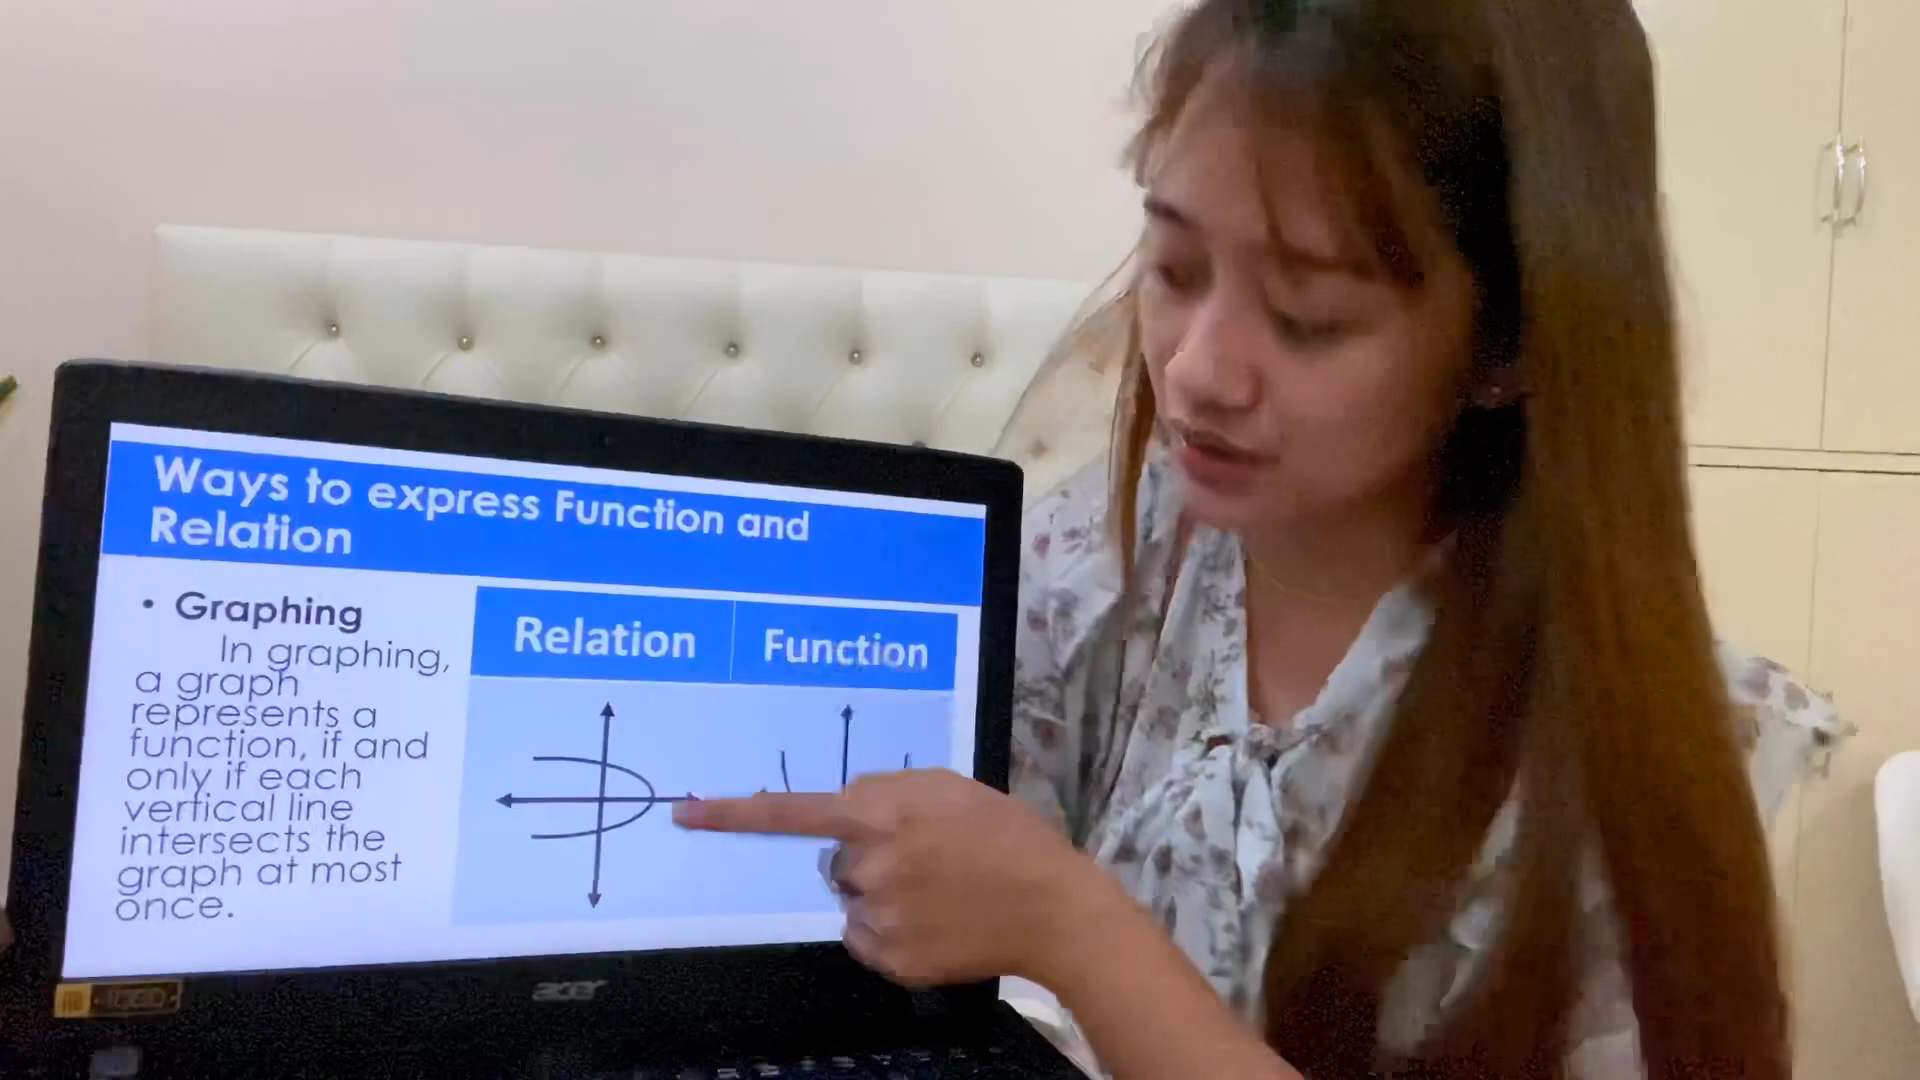 Ways to express Function and
Relation
• Graphing
In graphing,
a graph
represents a
function, if and
only if each
vertical line
intersects the
graph at most
once.
Relation
Function
acer